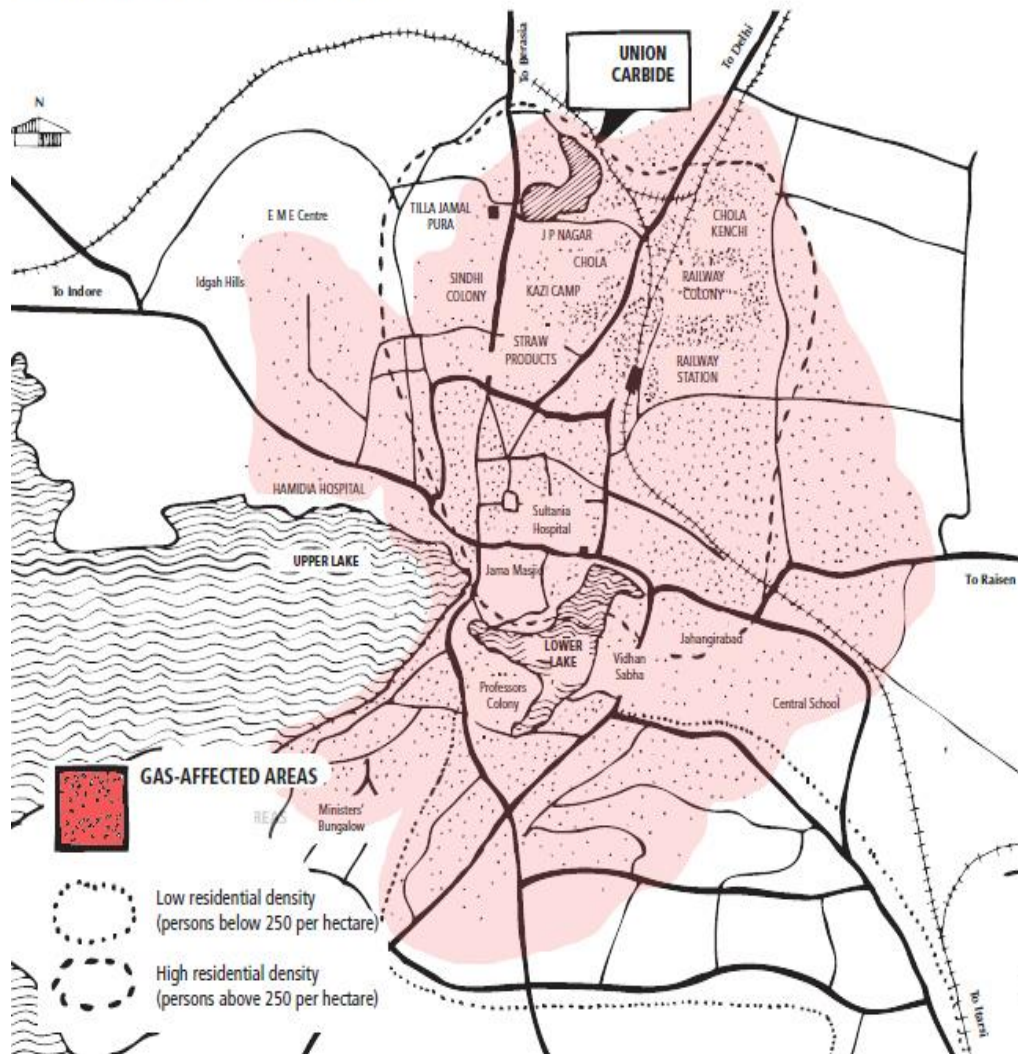 To Berasia
UNION
CARBIDE
To Delhi
N
E M E Centre
TILLA JAMAL
PURA
J P NAGAR
CHOLA
KENCHI
CHOLA
Idgah Hills
SINDHI
COLONY
KAZI CAMP
RAILWAY
COLONY
To Indore
STRAW
PRODUCTS
RAILWAY
STATION
HAMIDIA HOSPITAL
Sultania
Hospital
UPPER LAKE
Jama Masjid
To Raisen
LOWER
LAKE
Vidhan
Sabha
Jahangirabad
Professors
Colony
Central School
GAS-AFFECTED AREAS
REAS
Ministers'
Bungalow
Low residential density
(persons below 250 per hectare)
High residential density
(persons above 250 per hectare)
To Itarsi